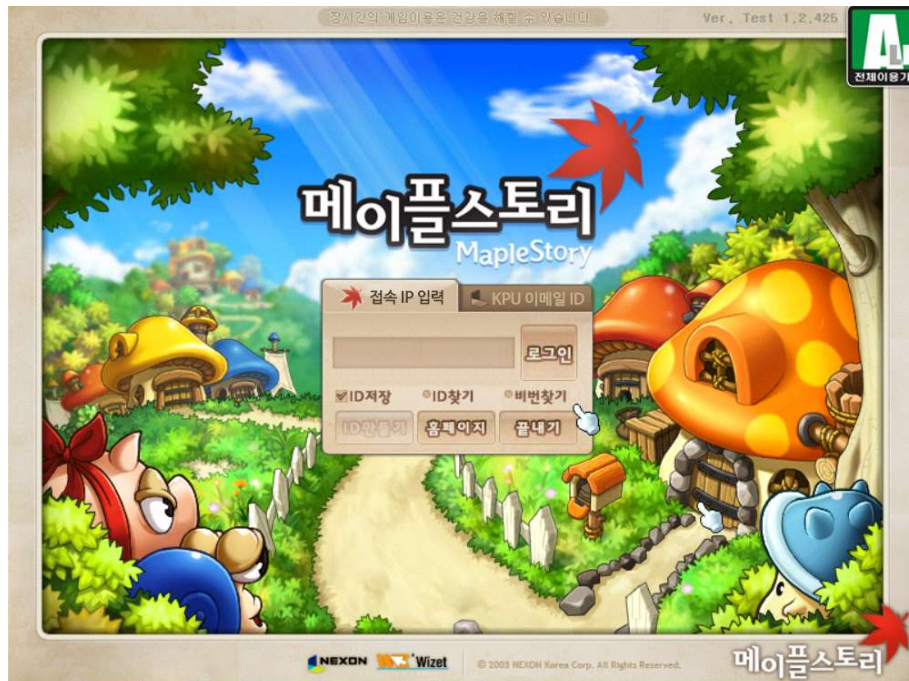 장시간의 게임이용은 건강을 해칠 수 있습니다
Ver. Test 1.2.425
전체이용가
메이플스토리
MapleStory
접속 IP 입력
KPU 이메일 ID
로그인
ID저장
ID찾기
비번찾기
ID만들기
홈페이지
끝내기
NEXON
Wizet
© 2003 NEXON Korea Corp. All Rights Reserved.
메이플스토리